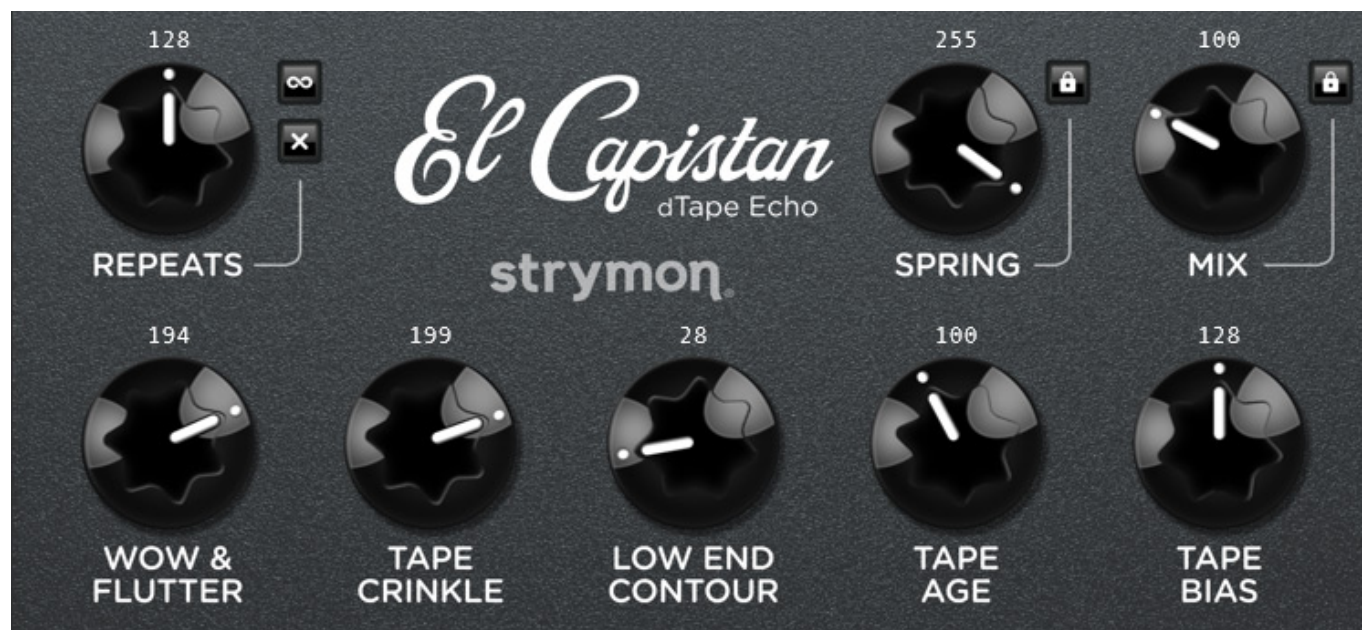 128
255
100
El Capistan
dTape Echo
REPEATS
strymon®
SPRING
MIX
194
199
28
100
128
WOW &
FLUTTER
TAPE
CRINKLE
LOW END
CONTOUR
TAPE
AGE
TAPE
BIAS